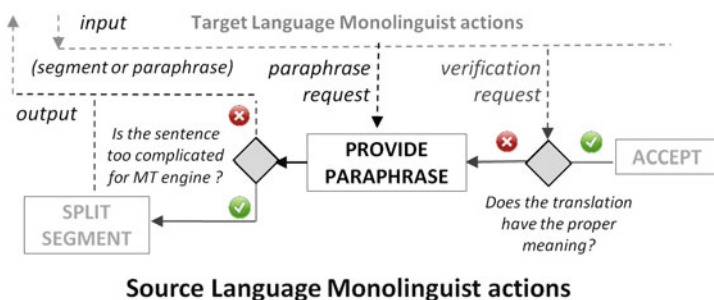 input
Target Language Monolinguist actions
(segment or paraphrase)
paraphrase
request
verification
request
output
Is the sentence
too complicated
for MT engine ?
PROVIDE
PARAPHRASE
ACCEPT
SPLIT
SEGMENT
Does the translation
have the proper
meaning?
Source Language Monolinguist actions